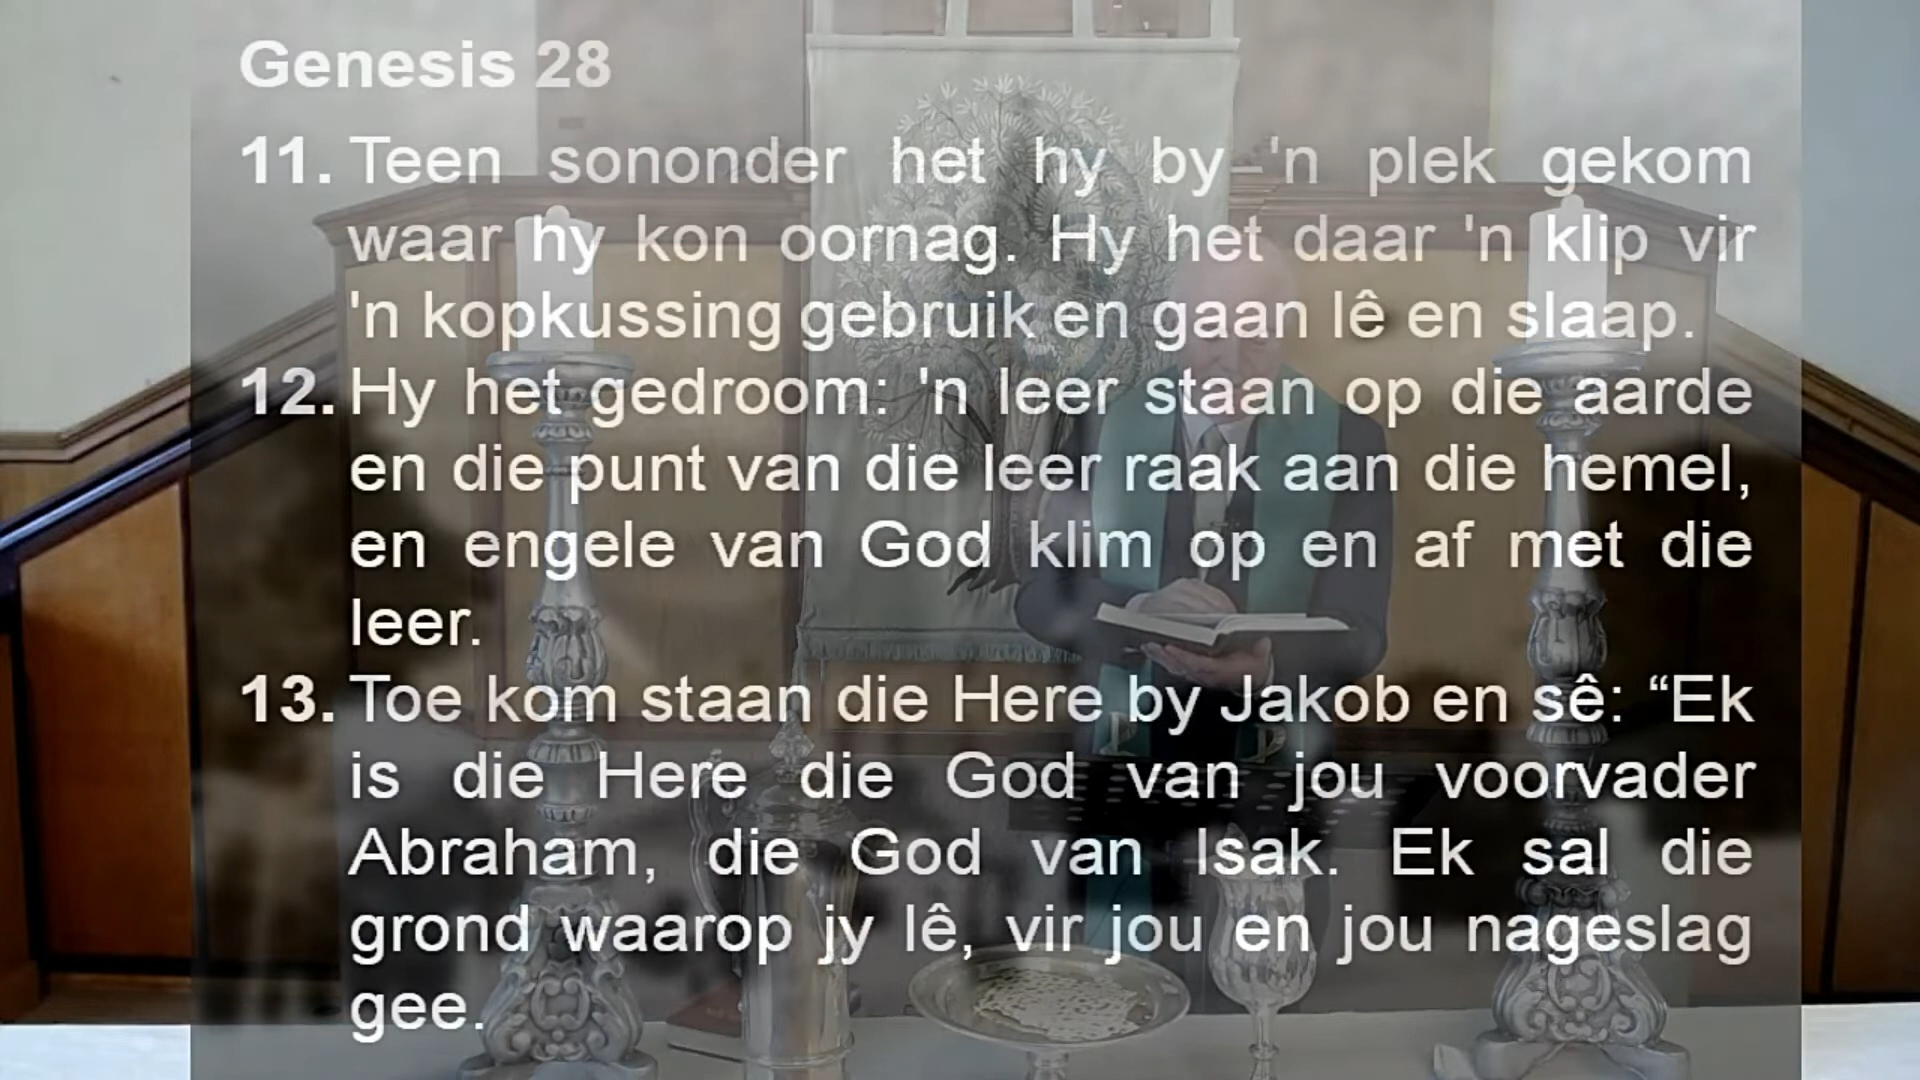 Genesis 28
11. Teen sononder het hy by 'n plek gekom
waar hy kon oornag. Hy het daar 'n klip vir
'n kopkussing gebruik en gaan lê en slaap.
12. Hy het gedroom: 'n leer staan op die aarde
en die punt van die leer raak aan die hemel,
en engele van God klim op en af met die
leer.
13. Toe kom staan die Here by Jakob en sê: “Ek
is die Here die God van jou voorvader
Abraham, die God van Isak. Ek sal die
grond waarop jy lê, vir jou en jou nageslag
gee.